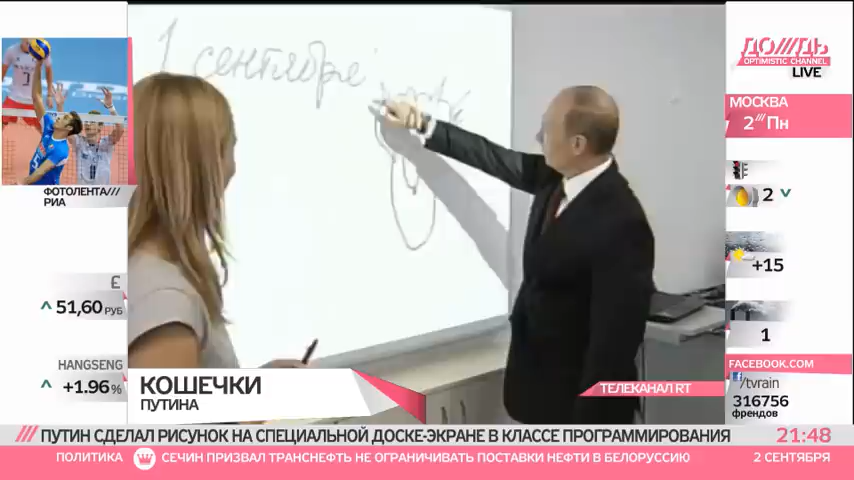 1 сентября
ДОЖДЬ
OPTIMISTIC CHANNEL
LIVE
МОСКВА
2 /// Пн
ФОТОЛЕНТА///
РИА
2
+15
£
51,60 РУБ
1
HANGSENG
+1.96 %
FACEBOOK.COM
/tvrain
316756
френдов
КОШЕЧКИ
ПУТИНА
ТЕЛЕКАНАЛ RT
/// ПУТИН СДЕЛАЛ РИСУНОК НА СПЕЦИАЛЬНОЙ ДОСКЕ-ЭКРАНЕ В КЛАССЕ ПРОГРАММИРОВАНИЯ
21:48
ПОЛИТИКА
СЕЧИН ПРИЗВАЛ ТРАНСНЕФТЬ НЕ ОГРАНИЧИВАТЬ ПОСТАВКИ НЕФТИ В БЕЛОРУССИЮ
2 СЕНТЯБРЯ